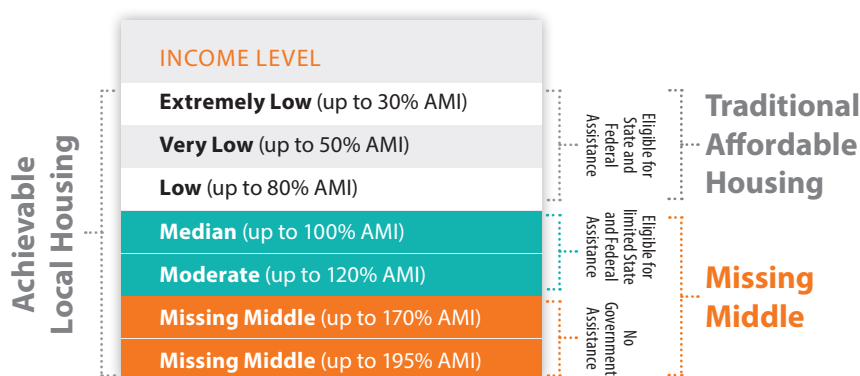 Achievable
Local Housing
INCOME LEVEL
Extremely Low (up to 30% AMI)
Very Low (up to 50% AMI)
Low (up to 80% AMI)
Median (up to 100% AMI)
Moderate (up to 120% AMI)
Missing Middle (up to 170% AMI)
Missing Middle (up to 195% AMI)
Eligible for
State and
Federal
Assistance
Eligible for
limited State
and Federal
Assistance
No
Government
Assistance
Traditional
Affordable
Housing
Missing
Middle